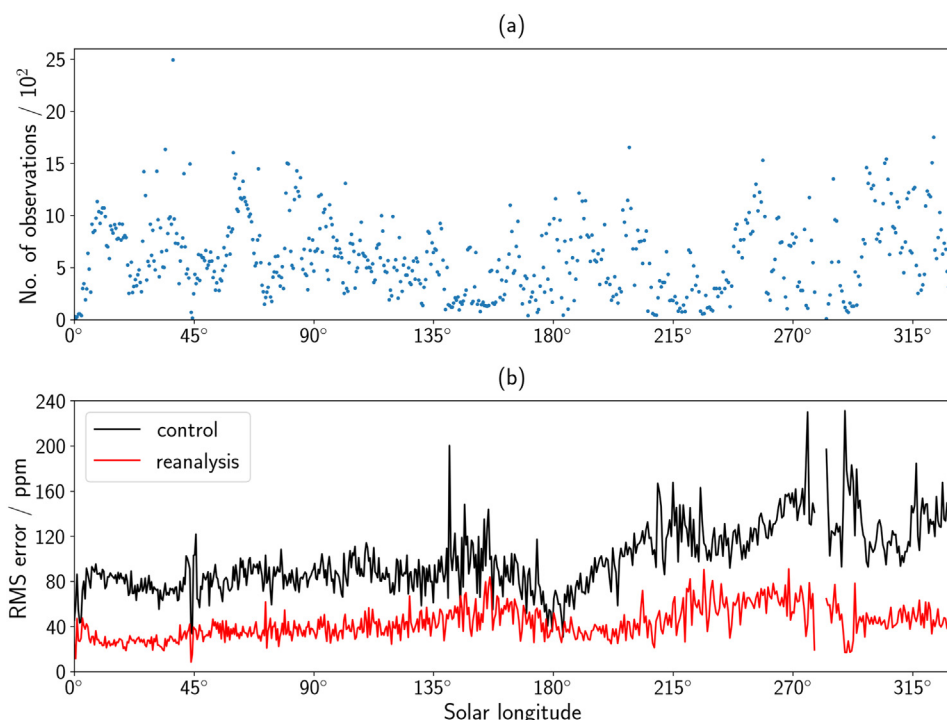 (a)
No. of observations / 10²
25
20
15
10
5
0
0° 45° 90° 135° 180° 215° 270° 315°
(b)
RMS error / ppm
240
200
160
120
80
40
0
control
reanalysis
0° 45° 90° 135° 180° 215° 270° 315°
Solar longitude